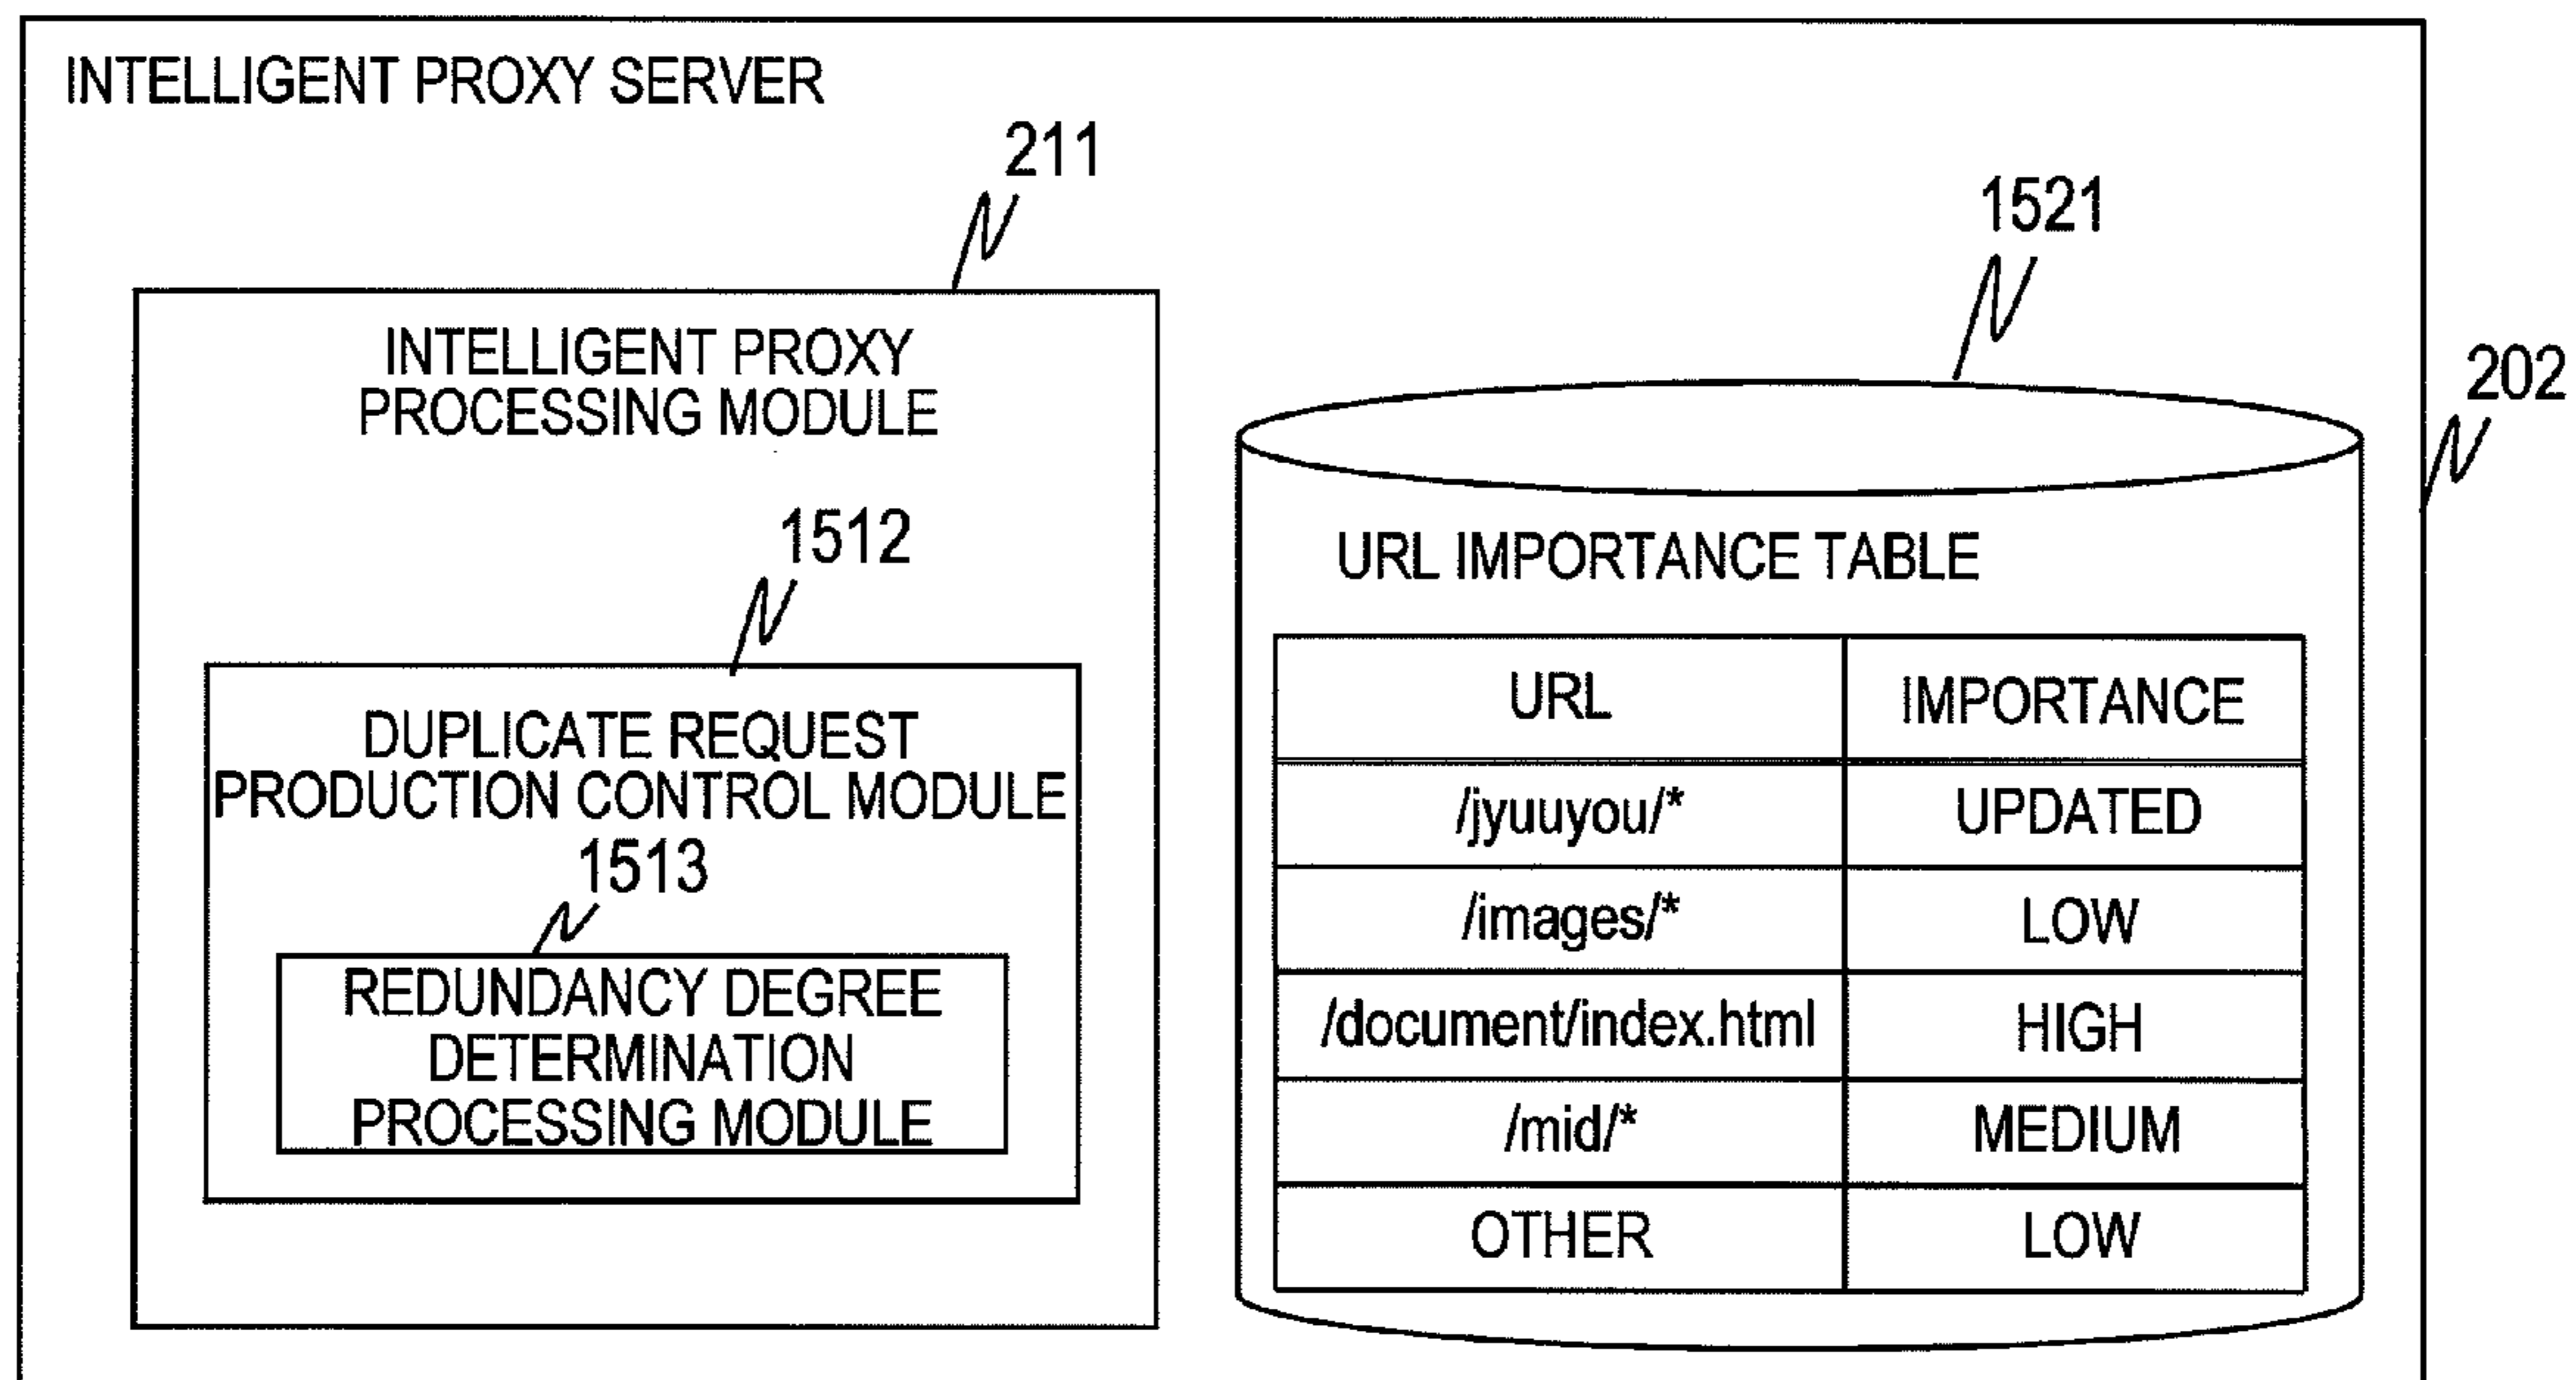 INTELLIGENT PROXY SERVER
211
1521
202
INTELLIGENT PROXY
PROCESSING MODULE
1512
DUPLICATE REQUEST
PRODUCTION CONTROL MODULE
1513
REDUNDANCY DEGREE
DETERMINATION
PROCESSING MODULE
URL IMPORTANCE TABLE
URL IMPORTANCE
/jyuuyou/* UPDATED
/images/* LOW
/document/index.html HIGH
/mid/* MEDIUM
OTHER LOW